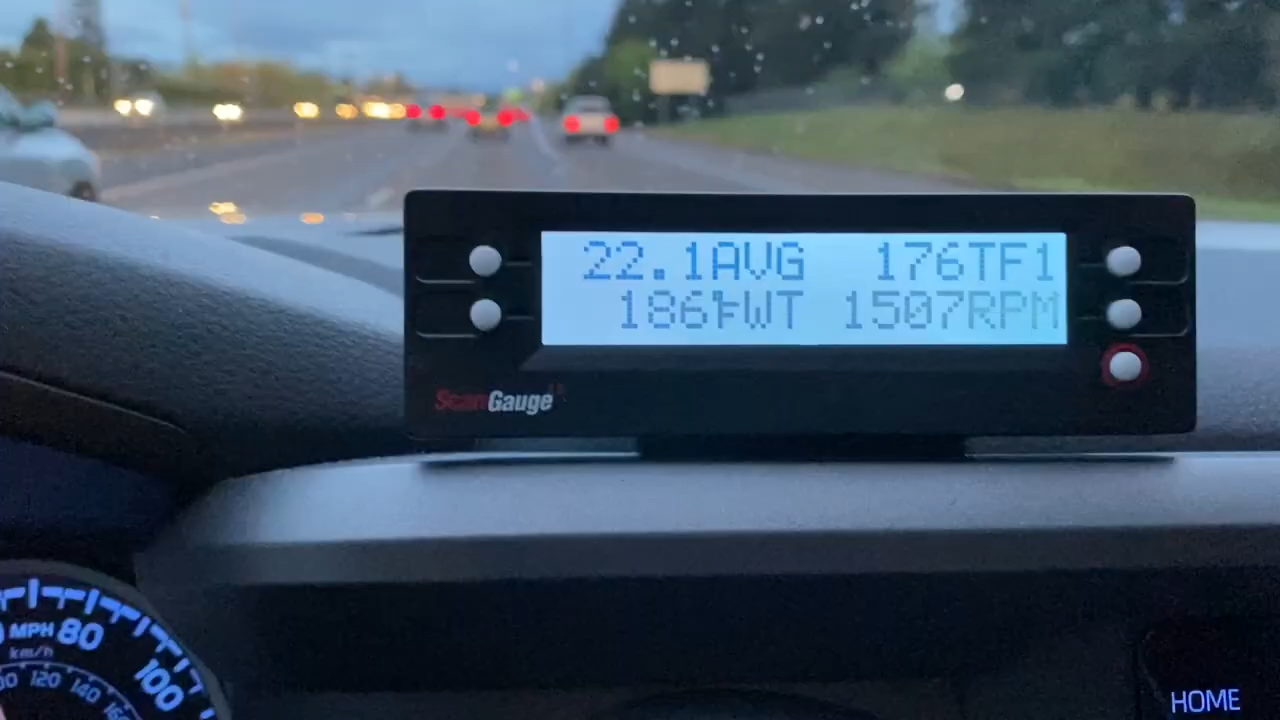 22.1AVG 176TF1
186°FWT 1507RPM
ScanGauge
MPH 80
km/h
100
120 140
HOME